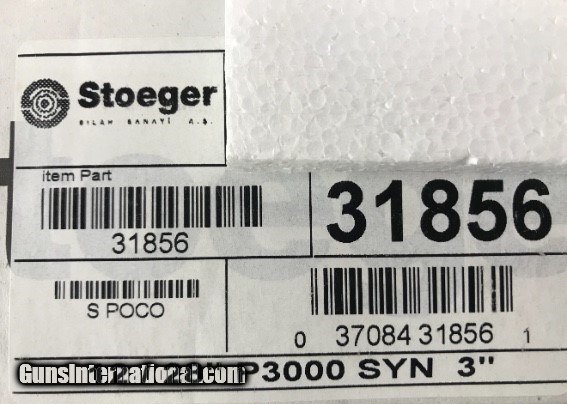 Stoeger
SILAH SANAYİ A.Ş.
item Part
31856
31856
S POCO
0 37084 31856 1
P3000 SYN 3"
GunsInternational.com